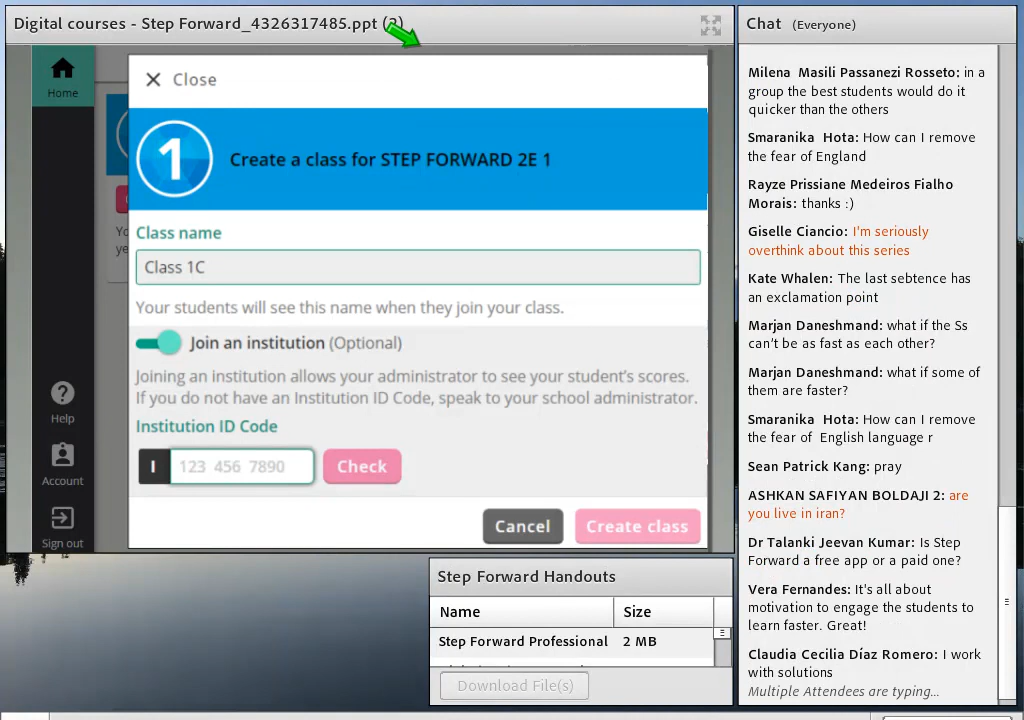 Digital courses - Step Forward_4326317485.ppt (2)
Home
Close
1
Create a class for STEP FORWARD 2E 1
Class name
Class 1C
Your students will see this name when they join your class.
Join an institution (Optional)
Joining an institution allows your administrator to see your student's scores.
If you do not have an Institution ID Code, speak to your school administrator.
Institution ID Code
I
123 456 7890
Check
Cancel
Create class
Yo
ye
Help
Account
Sign out
Step Forward Handouts
Name
Size
Step Forward Professional
2 MB
Download File(s)
Chat (Everyone)
Milena Masili Passanezi Rosseto: in a
group the best students would do it
quicker than the others
Smaranika Hota: How can I remove
the fear of England
Rayze Prissiane Medeiros Fialho
Morais: thanks :)
Giselle Ciancio: I'm seriously
overthink about this series
Kate Whalen: The last sebtence has
an exclamation point
Marjan Daneshmand: what if the Ss
can't be as fast as each other?
Marjan Daneshmand: what if some of
them are faster?
Smaranika Hota: How can I remove
the fear of English language r
Sean Patrick Kang: pray
ASHKAN SAFIYAN BOLDAJI 2: are
you live in iran?
Dr Talanki Jeevan Kumar: Is Step
Forward a free app or a paid one?
Vera Fernandes: It's all about
motivation to engage the students to
learn faster. Great!
Claudia Cecilia Díaz Romero: I work
with solutions
Multiple Attendees are typing...